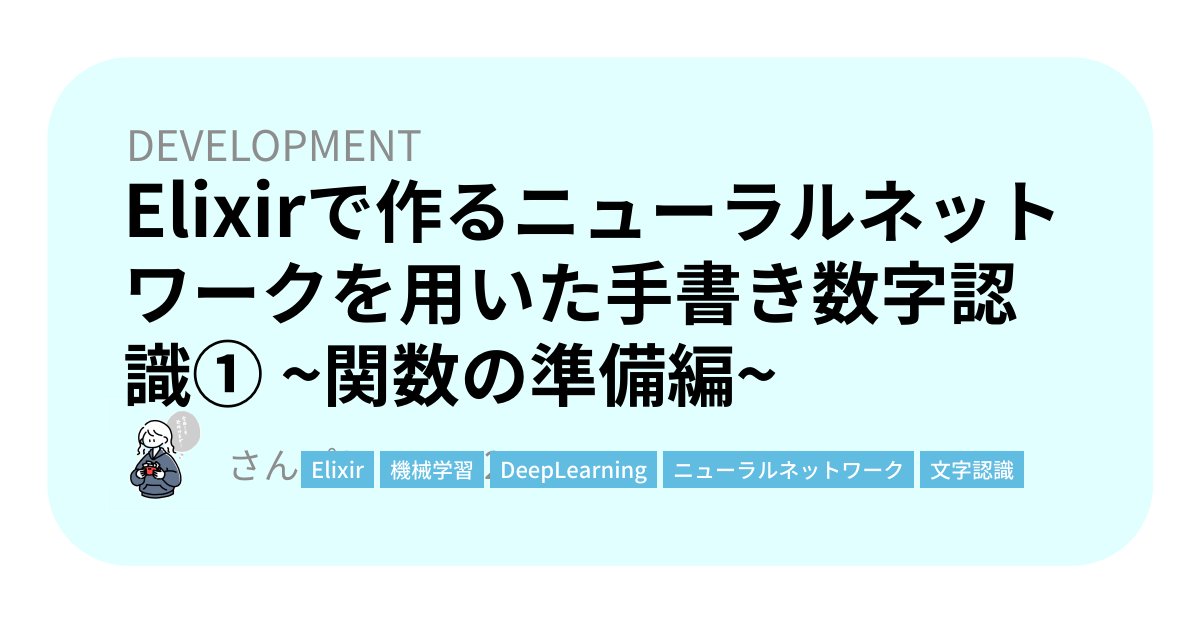 DEVELOPMENT
Elixirで作るニューラルネット
ワークを用いた手書き数字認
識① ~関数の準備編~
さん Elixir 機械学習 DeepLearning ニューラルネットワーク 文字認識